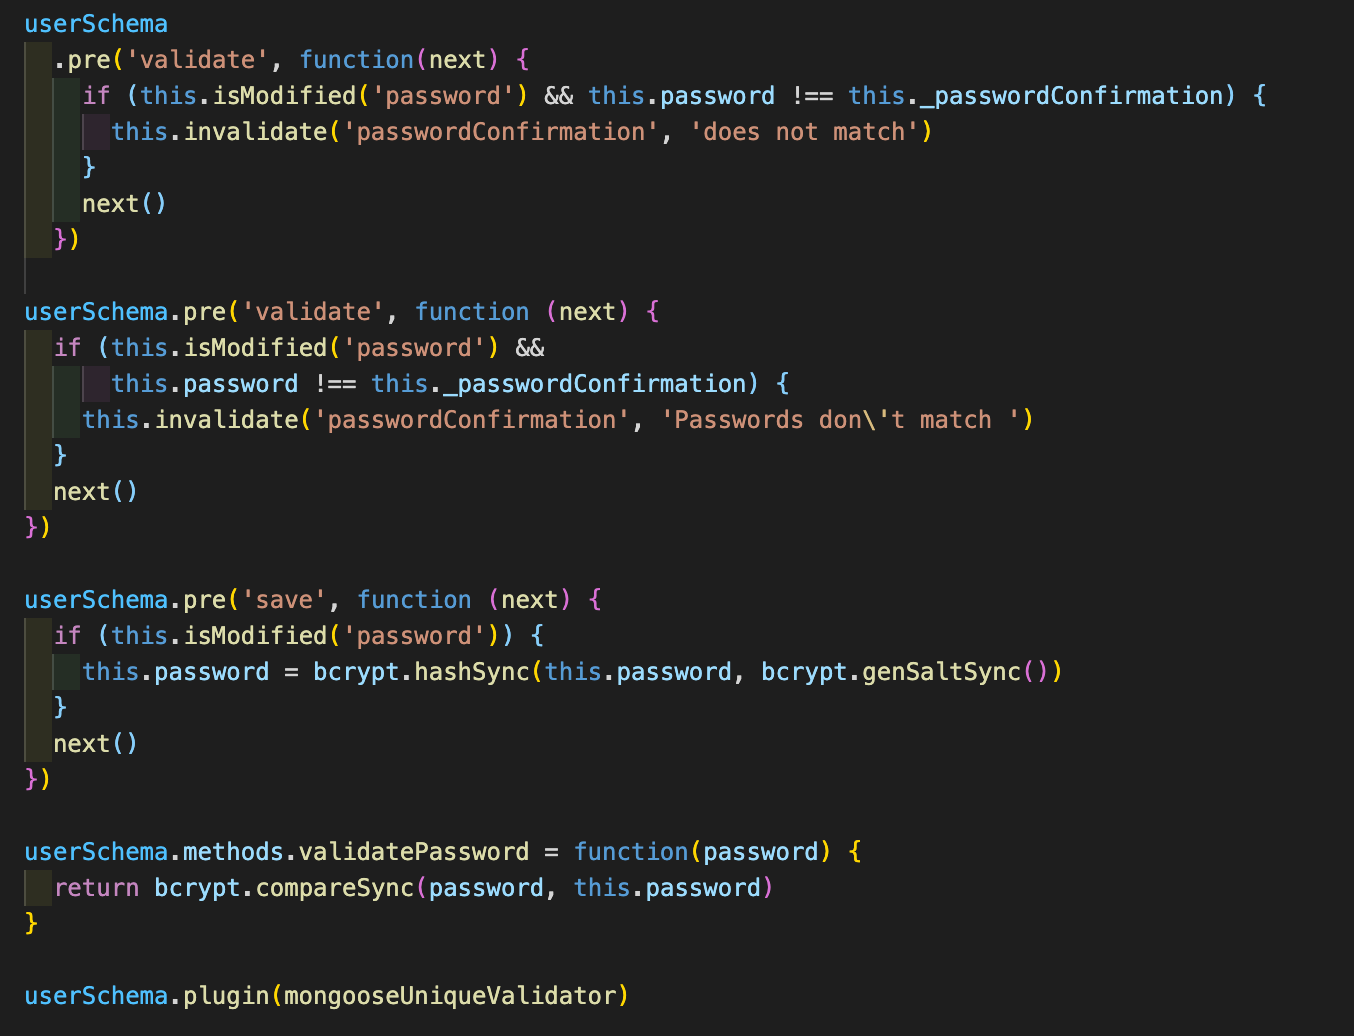 userSchema
  .pre('validate', function(next) {
    if (this.isModified('password') && this.password !== this._passwordConfirmation) {
      this.invalidate('passwordConfirmation', 'does not match')
    }
    next()
  })

userSchema.pre('validate', function (next) {
  if (this.isModified('password') &&
      this.password !== this._passwordConfirmation) {
    this.invalidate('passwordConfirmation', 'Passwords don\'t match ')
  }
  next()
})

userSchema.pre('save', function (next) {
  if (this.isModified('password')) {
    this.password = bcrypt.hashSync(this.password, bcrypt.genSaltSync())
  }
  next()
})

userSchema.methods.validatePassword = function(password) {
  return bcrypt.compareSync(password, this.password)
}

userSchema.plugin(mongooseUniqueValidator)